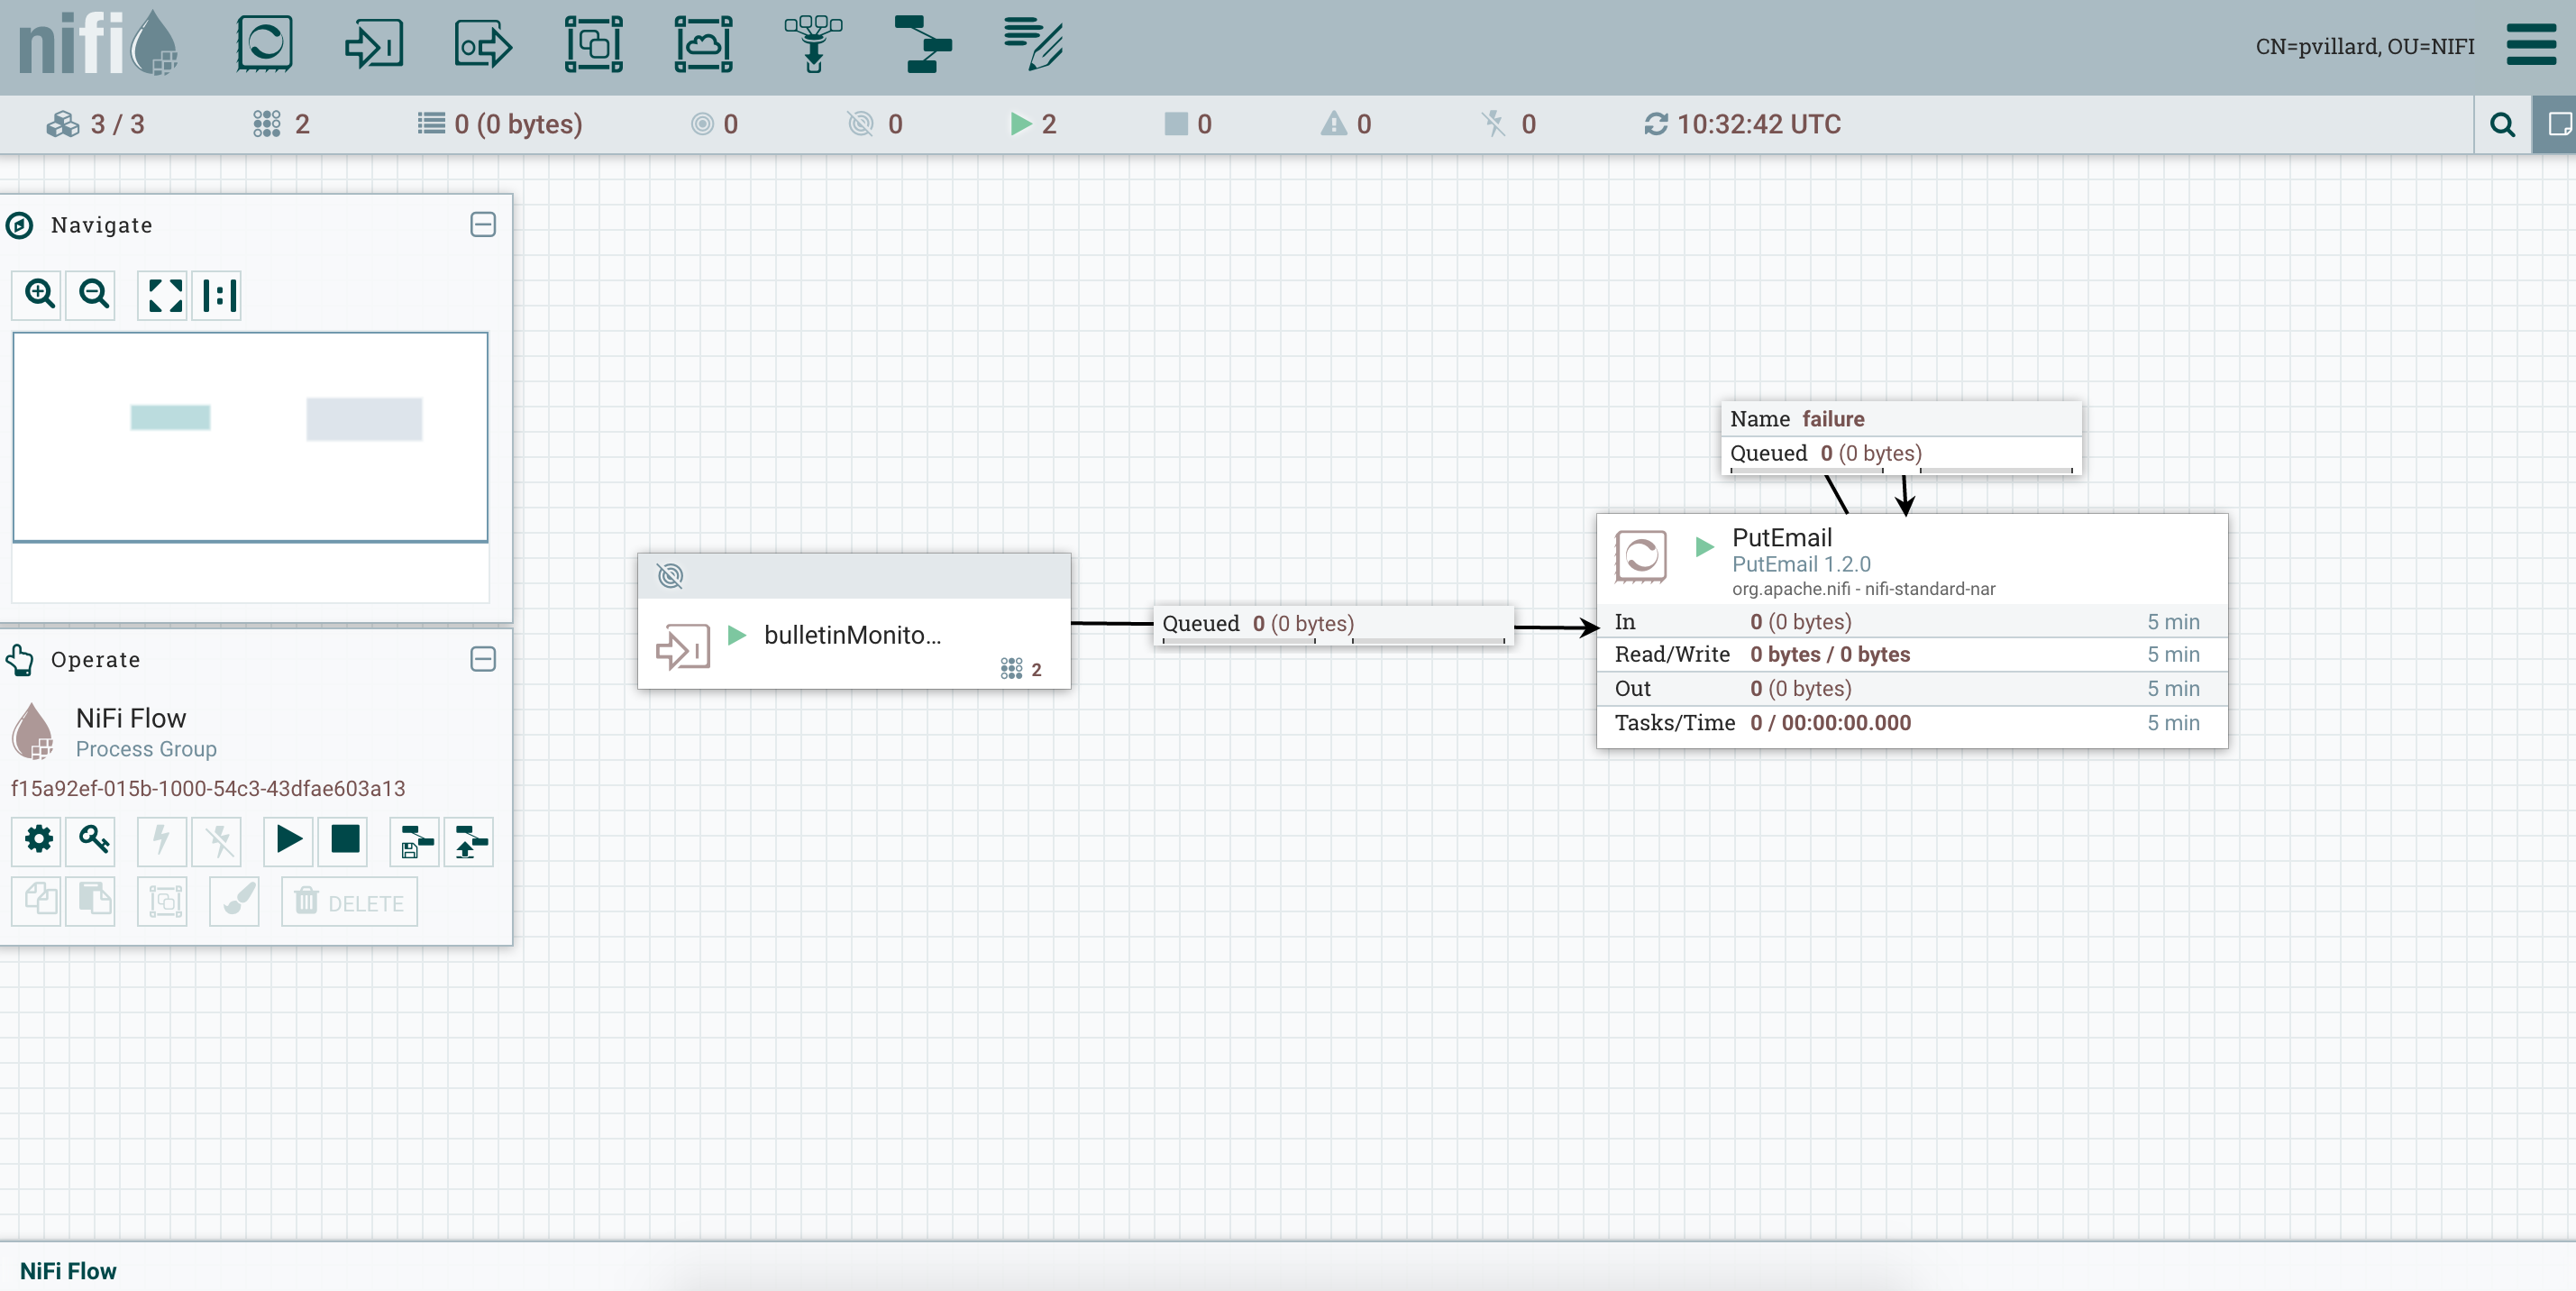 nifi
CN=pvillard, OU=NIFI
3 / 3 2 0 (0 bytes) 0 0 2 0 0 0 10:32:42 UTC
Navigate
Operate
NiFi Flow
Process Group
f15a92ef-015b-1000-54c3-43dfae603a13
DELETE
bulletinMonito...
2
Queued 0 (0 bytes)
Name failure
Queued 0 (0 bytes)
PutEmail
PutEmail 1.2.0
org.apache.nifi - nifi-standard-nar
In 0 (0 bytes) 5 min
Read/Write 0 bytes / 0 bytes 5 min
Out 0 (0 bytes) 5 min
Tasks/Time 0 / 00:00:00.000 5 min
NiFi Flow